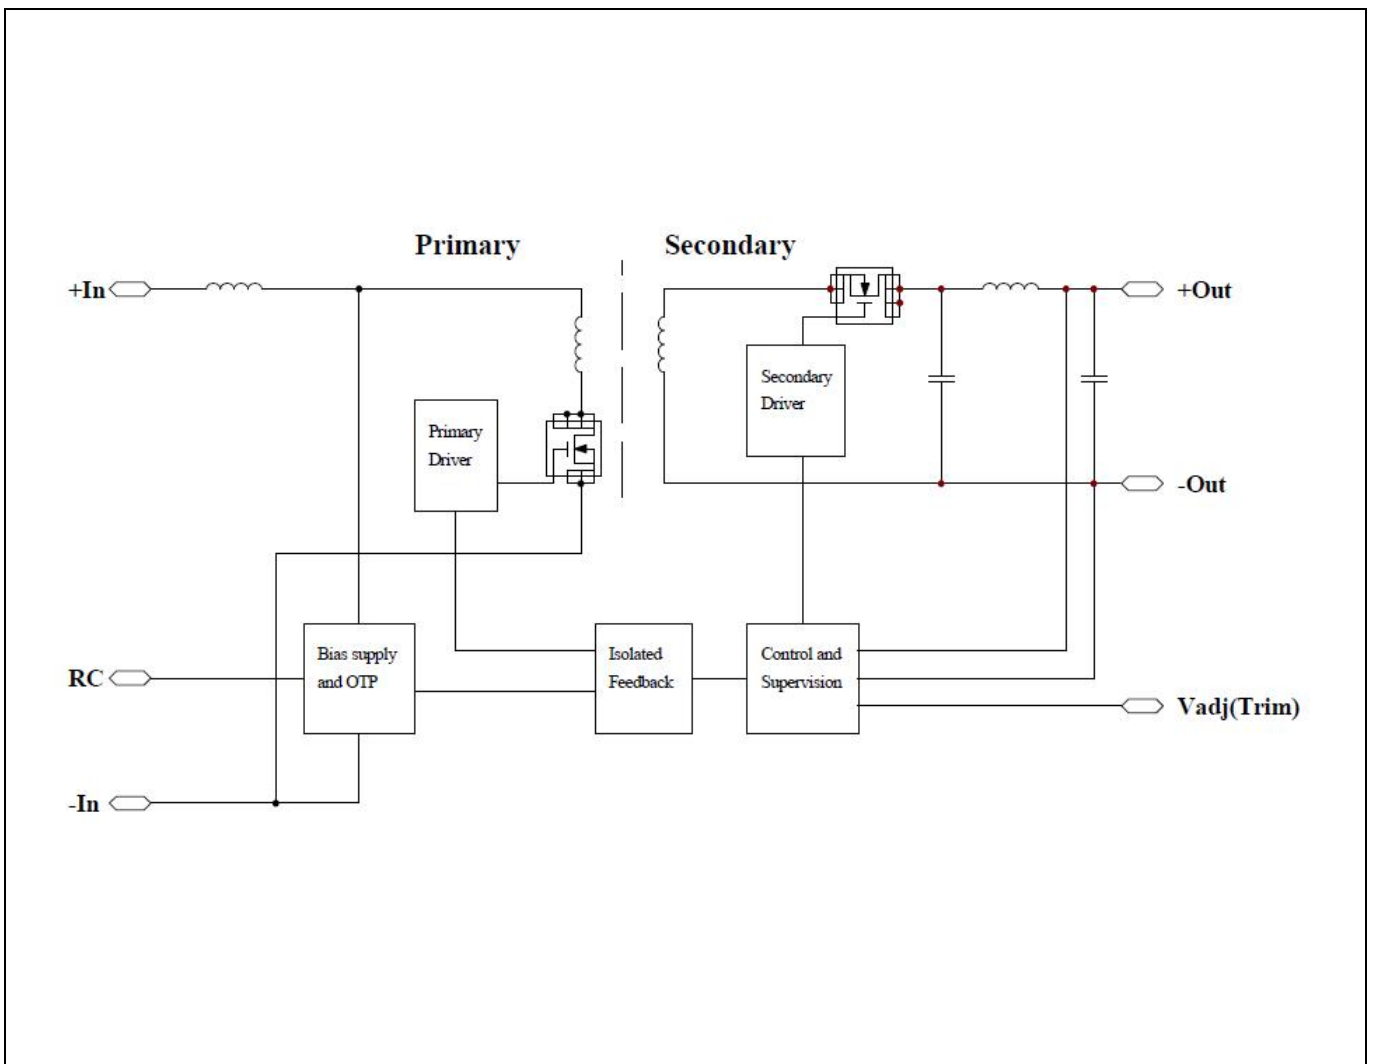 Primary
Secondary
+In
+Out
Secondary
Driver
Primary
Driver
-Out
RC
Bias supply
and OTP
Isolated
Feedback
Control and
Supervision
Vadj(Trim)
-In